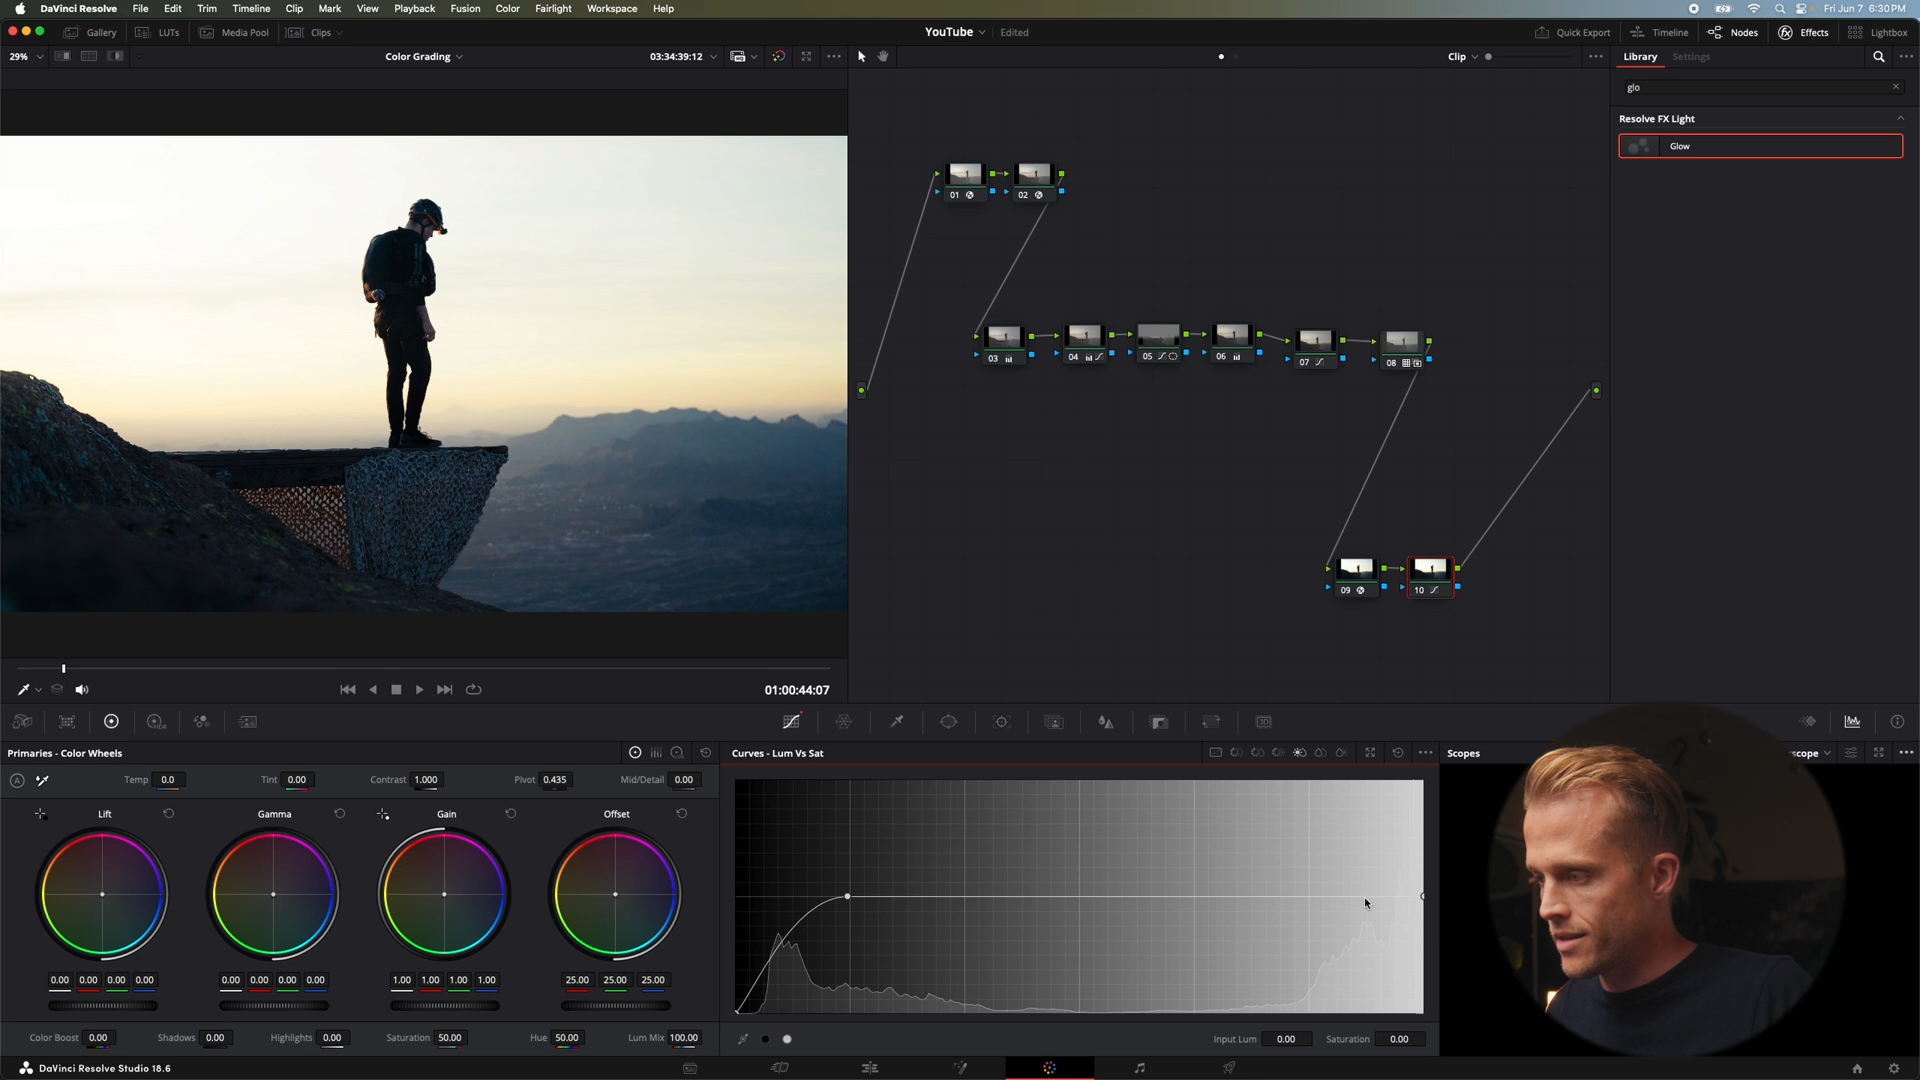 DaVinci Resolve File Edit Trim Timeline Clip Mark View Playback Fusion Color Fairlight Workspace Help Fri Jun 7 6:30 PM
Gallery LUTs Media Pool Clips YouTube Edited Quick Export Timeline Nodes Effects Lightbox
29% Color Grading 03:34:39:12 Clip Library Settings
glo
Resolve FX Light
Glow
01 02
03 04 05 06 07 08
09 10
01:00:44:07
Primaries - Color Wheels Curves - Lum Vs Sat Scopes scope
Temp 0.0 Tint 0.00 Contrast 1.000 Pivot 0.435 Mid/Detail 0.00
Lift Gamma Gain Offset
0.00 0.00 0.00 0.00 0.00 0.00 0.00 0.00 1.00 1.00 1.00 1.00 25.00 25.00 25.00
Color Boost 0.00 Shadows 0.00 Highlights 0.00 Saturation 50.00 Hue 50.00 Lum Mix 100.00 Input Lum 0.00 Saturation 0.00
DaVinci Resolve Studio 18.6